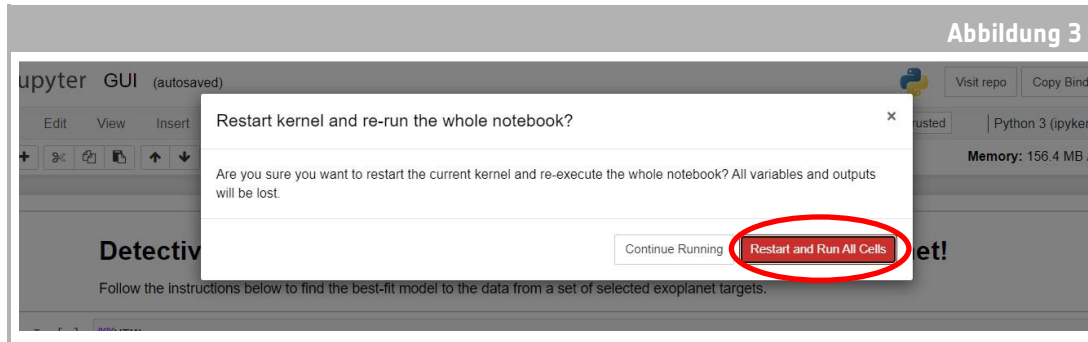 Abbildung 3
upyter GUI (autosaved)
Visit repo Copy Bind
Edit View Insert
rusted Python 3 (ipyker
Memory: 156.4 MB
Restart kernel and re-run the whole notebook? ×
Are you sure you want to restart the current kernel and re-execute the whole notebook? All variables and outputs
will be lost.
Continue Running Restart and Run All Cells
Detectiv et!
Follow the instructions below to find the best-fit model to the data from a set of selected exoplanet targets.